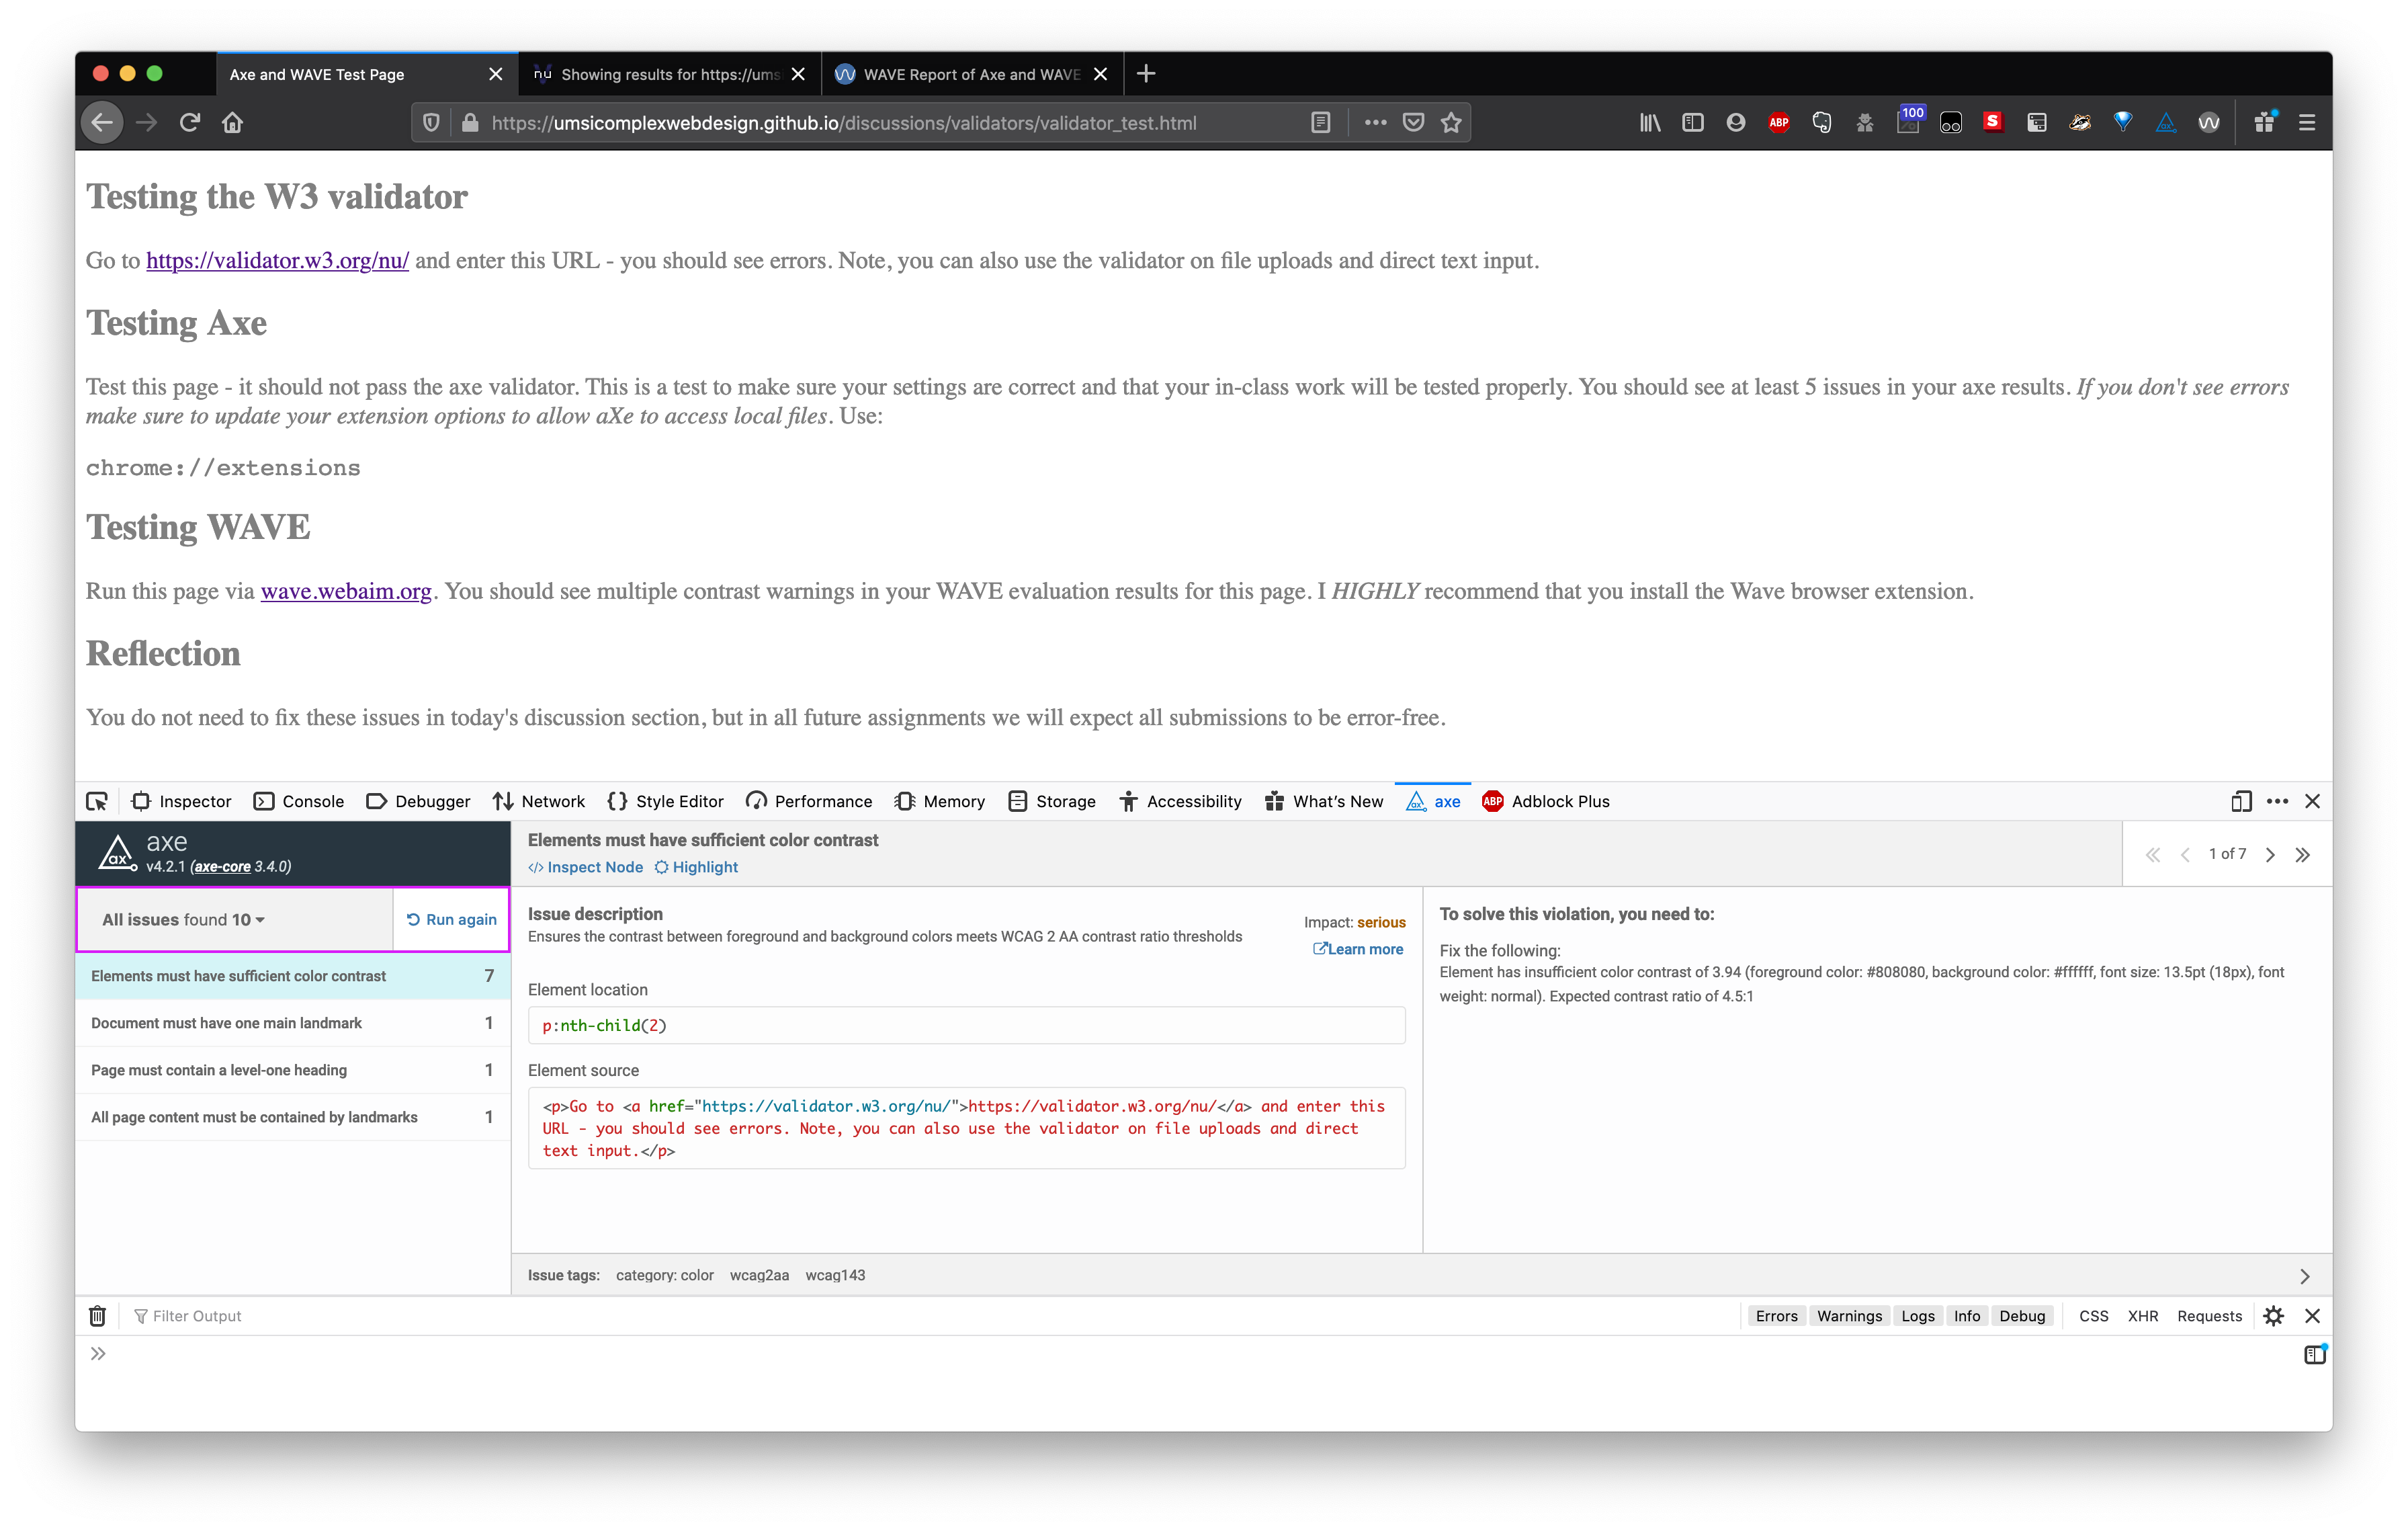 Axe and WAVE Test Page
nu Showing results for https://ums
WAVE Report of Axe and WAVE
https://umsicomplexwebdesign.github.io/discussions/validators/validator_test.html
ABP
100
S
Testing the W3 validator
Go to https://validator.w3.org/nu/ and enter this URL - you should see errors. Note, you can also use the validator on file uploads and direct text input.
Testing Axe
Test this page - it should not pass the axe validator. This is a test to make sure your settings are correct and that your in-class work will be tested properly. You should see at least 5 issues in your axe results. If you don't see errors
make sure to update your extension options to allow aXe to access local files. Use:
chrome://extensions
Testing WAVE
Run this page via wave.webaim.org. You should see multiple contrast warnings in your WAVE evaluation results for this page. I HIGHLY recommend that you install the Wave browser extension.
Reflection
You do not need to fix these issues in today's discussion section, but in all future assignments we will expect all submissions to be error-free.
Inspector Console Debugger Network {} Style Editor Performance Memory Storage Accessibility What's New axe ABP Adblock Plus
axe
v4.2.1 (axe-core 3.4.0)
Elements must have sufficient color contrast
</> Inspect Node Highlight
1 of 7
All issues found 10
Run again
Elements must have sufficient color contrast 7
Document must have one main landmark 1
Page must contain a level-one heading 1
All page content must be contained by landmarks 1
Issue description
Ensures the contrast between foreground and background colors meets WCAG 2 AA contrast ratio thresholds
Impact: serious
Learn more
Element location
p:nth-child(2)
Element source
<p>Go to <a href="https://validator.w3.org/nu/">https://validator.w3.org/nu/</a> and enter this
URL - you should see errors. Note, you can also use the validator on file uploads and direct
text input.</p>
To solve this violation, you need to:
Fix the following:
Element has insufficient color contrast of 3.94 (foreground color: #808080, background color: #ffffff, font size: 13.5pt (18px), font
weight: normal). Expected contrast ratio of 4.5:1
Issue tags: category: color wcag2aa wcag143
Filter Output
Errors Warnings Logs Info Debug CSS XHR Requests